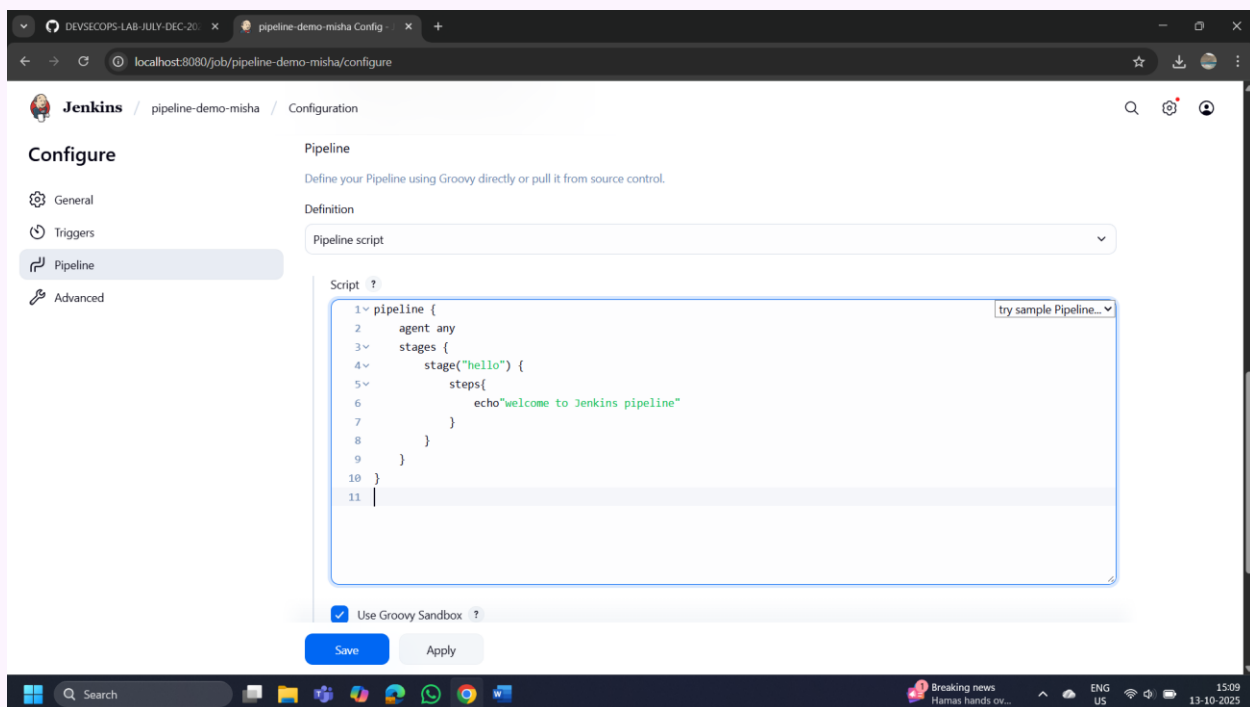 DEVSECOPS-LAB-JULY-DEC-20
pipeline-demo-misha Config -
localhost:8080/job/pipeline-demo-misha/configure
Jenkins / pipeline-demo-misha / Configuration
Configure
General
Triggers
Pipeline
Advanced
Pipeline
Define your Pipeline using Groovy directly or pull it from source control.
Definition
Pipeline script
Script ?
try sample Pipeline...
1 pipeline {
2     agent any
3     stages {
4         stage("hello") {
5             steps{
6                 echo"welcome to Jenkins pipeline"
7             }
8         }
9     }
10 }
11
Use Groovy Sandbox ?
Save
Apply
Search
1
Breaking news
Hamas hands ov...
ENG
US
15:09
13-10-2025